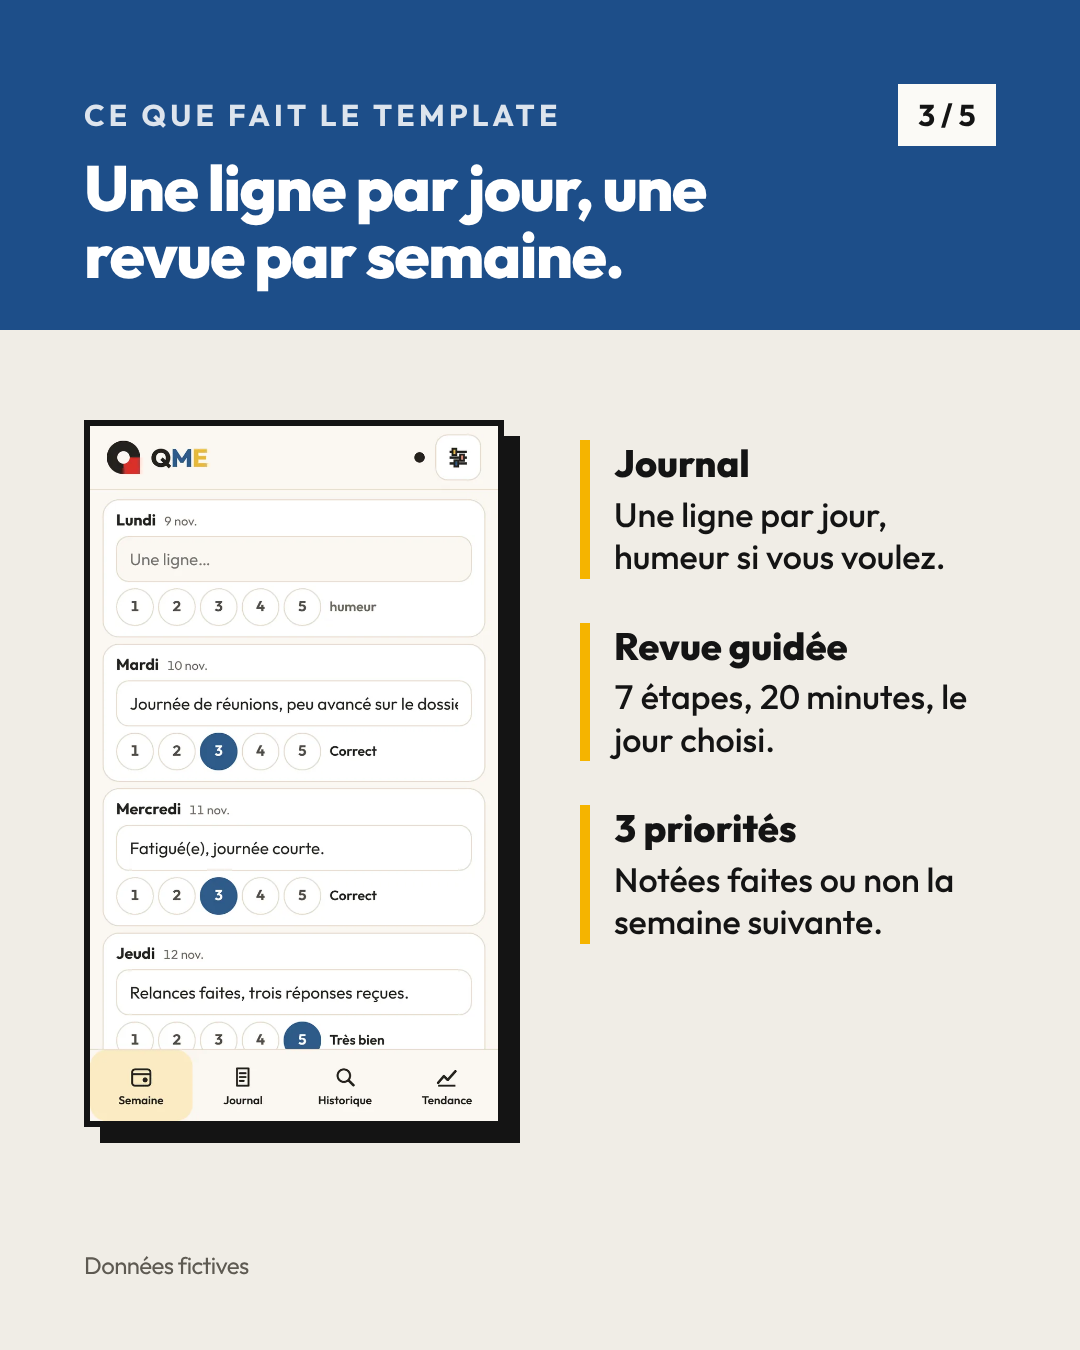 CE QUE FAIT LE TEMPLATE
3/5
Une ligne par jour, une
revue par semaine.
QME
Lundi 9 nov.
Une ligne...
1 2 3 4 5 humeur
Mardi 10 nov.
Journée de réunions, peu avancé sur le dossie
1 2 3 4 5 Correct
Mercredi 11 nov.
Fatigué(e), journée courte.
1 2 3 4 5 Correct
Jeudi 12 nov.
Relances faites, trois réponses reçues.
1 2 3 4 5 Très bien
Semaine Journal Historique Tendance
Journal
Une ligne par jour,
humeur si vous voulez.
Revue guidée
7 étapes, 20 minutes, le
jour choisi.
3 priorités
Notées faites ou non la
semaine suivante.
Données fictives